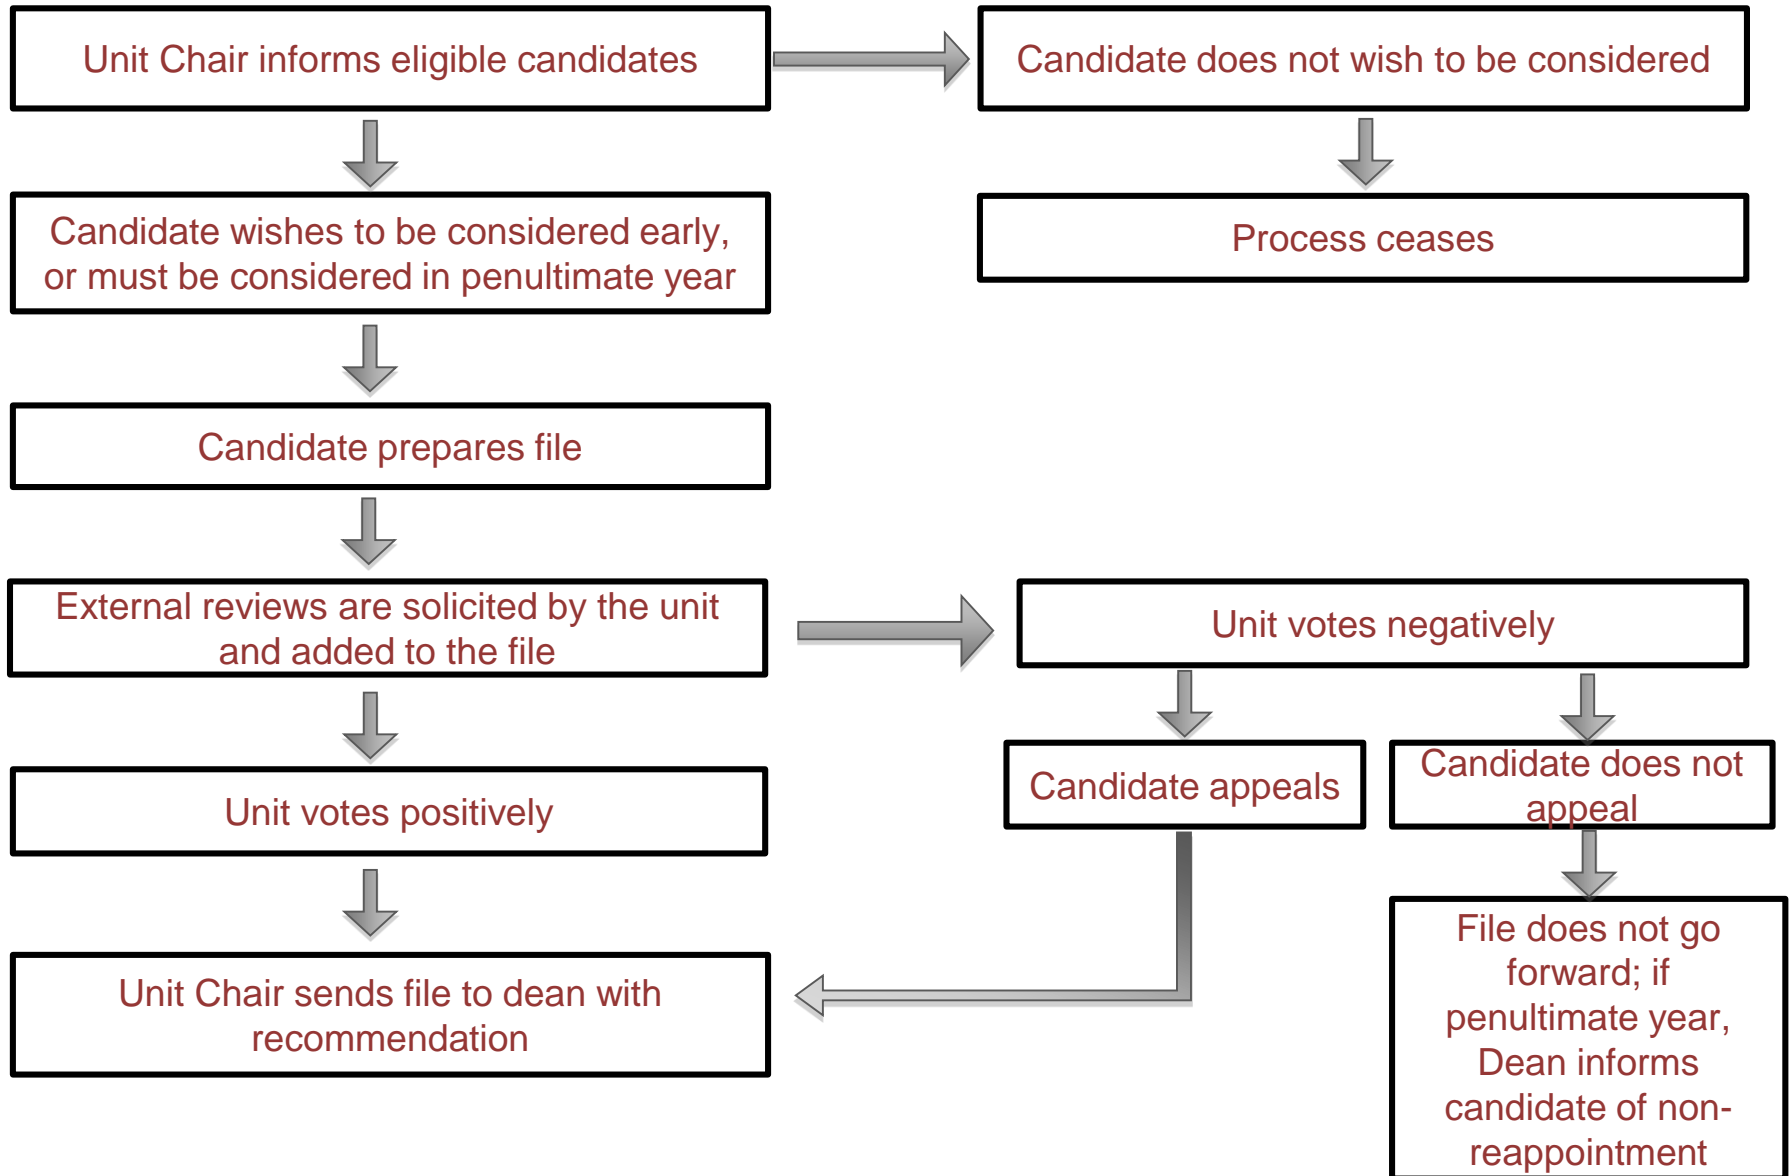 Unit Chair informs eligible candidates
Candidate does not wish to be considered
Candidate wishes to be considered early,
or must be considered in penultimate year
Process ceases
Candidate prepares file
External reviews are solicited by the unit
and added to the file
Unit votes negatively
Unit votes positively
Candidate appeals
Candidate does not
appeal
Unit Chair sends file to dean with
recommendation
File does not go
forward; if
penultimate year,
Dean informs
candidate of non-
reappointment